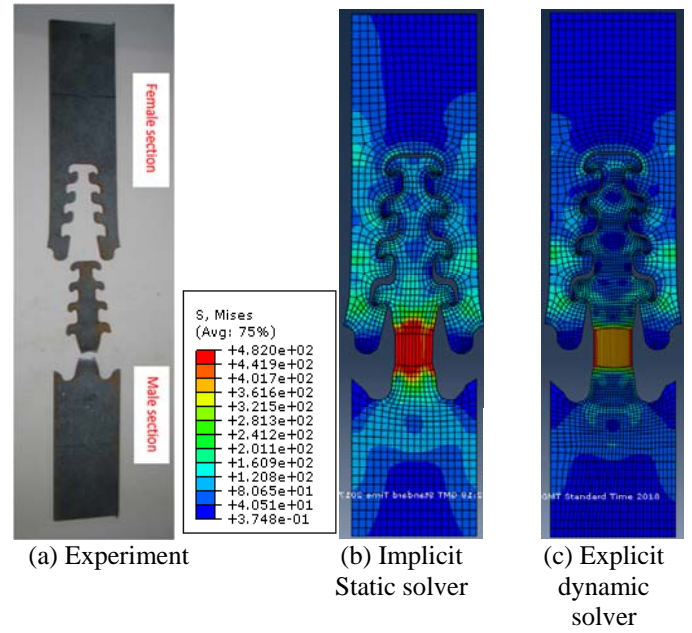 Female section
Male section
S, Mises
(Avg: 75%)
+4.820e+02
+4.419e+02
+4.017e+02
+3.616e+02
+3.215e+02
+2.813e+02
+2.412e+02
+2.011e+02
+1.609e+02
+1.208e+02
+8.065e+01
+4.051e+01
+3.748e-01
GMT Standard Time 2018
(a) Experiment
(b) Implicit
Static solver
(c) Explicit
dynamic
solver